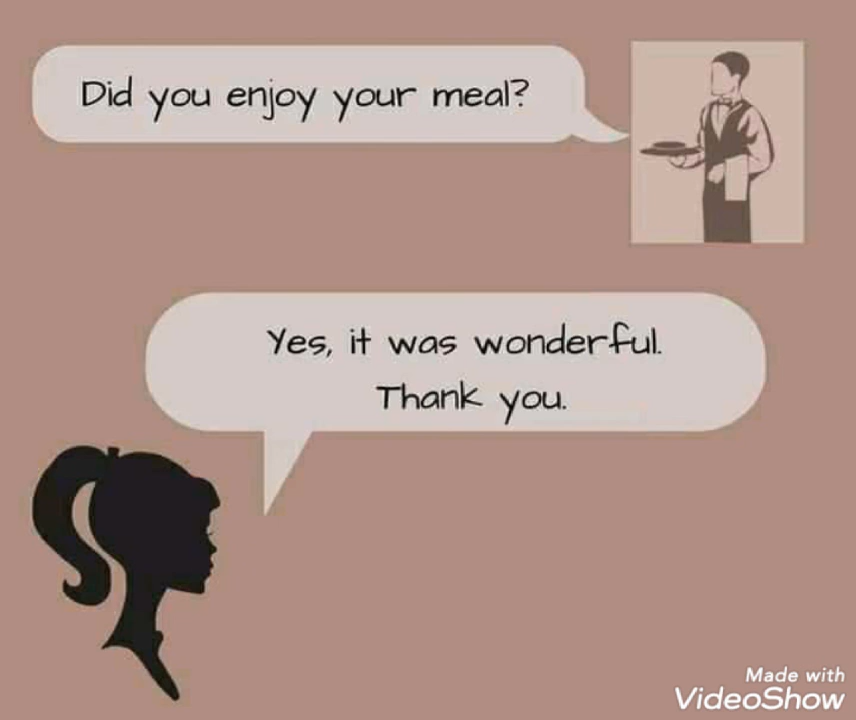 Did you enjoy your meal?
Yes, it was wonderful.
Thank you.
Made with
VideoShow